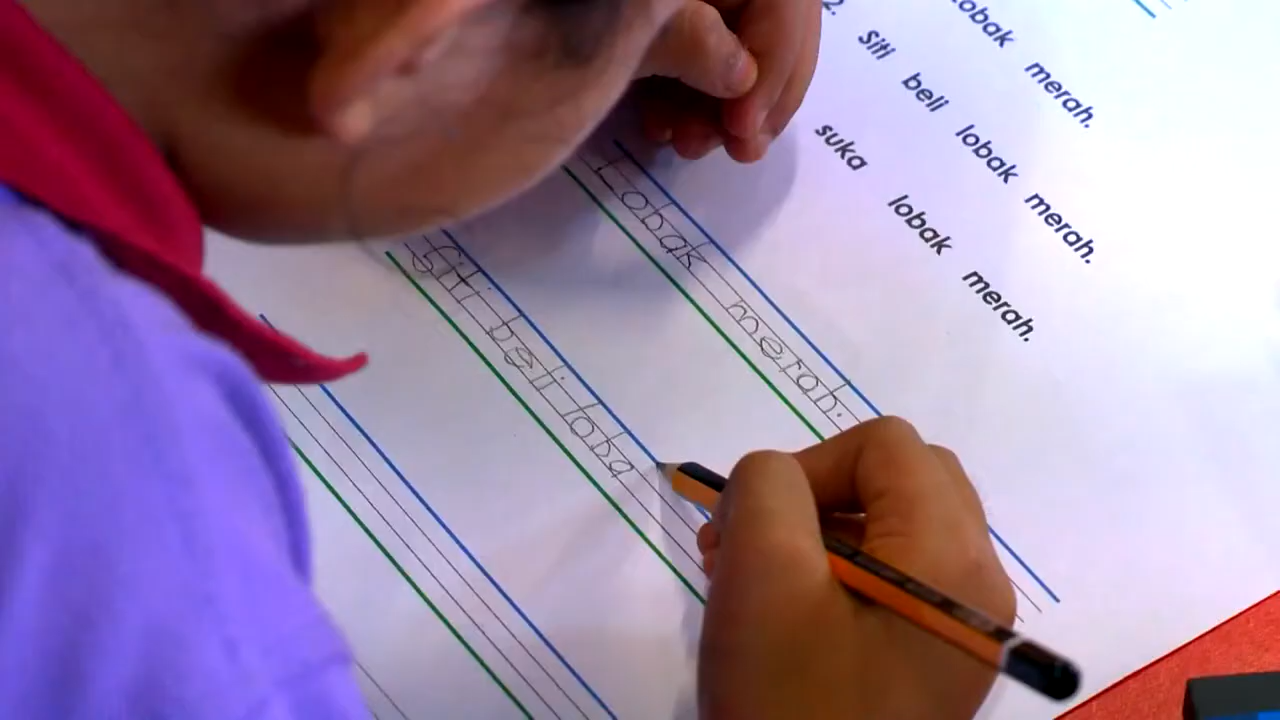 Lobak merah.
2. Siti beli lobak merah.
suka lobak merah.
Lobak merah.
Siti beli loba